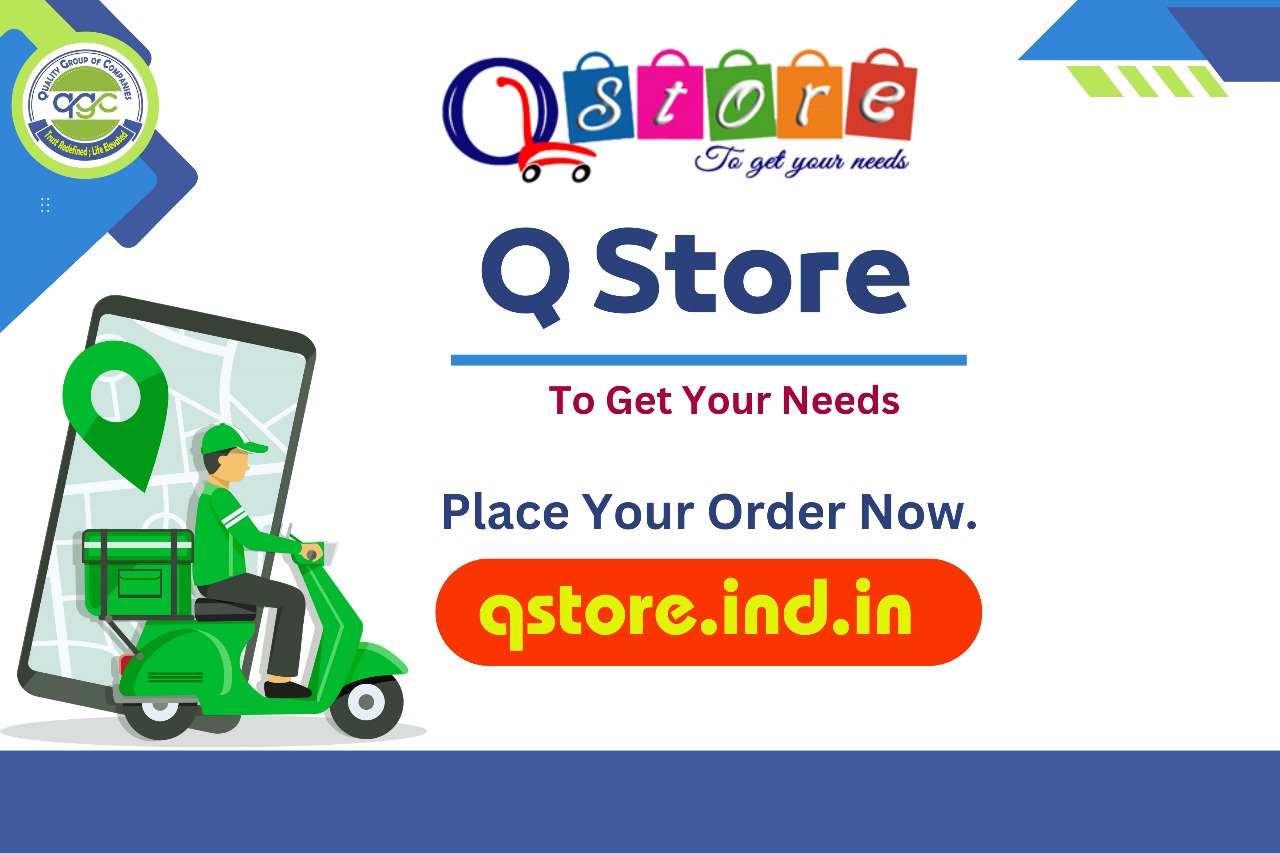 Quality Group of Companies
qgc
Trust Redefined ; Life Elevated
QStore
To get your needs
Q Store
To Get Your Needs
Place Your Order Now.
qstore.ind.in